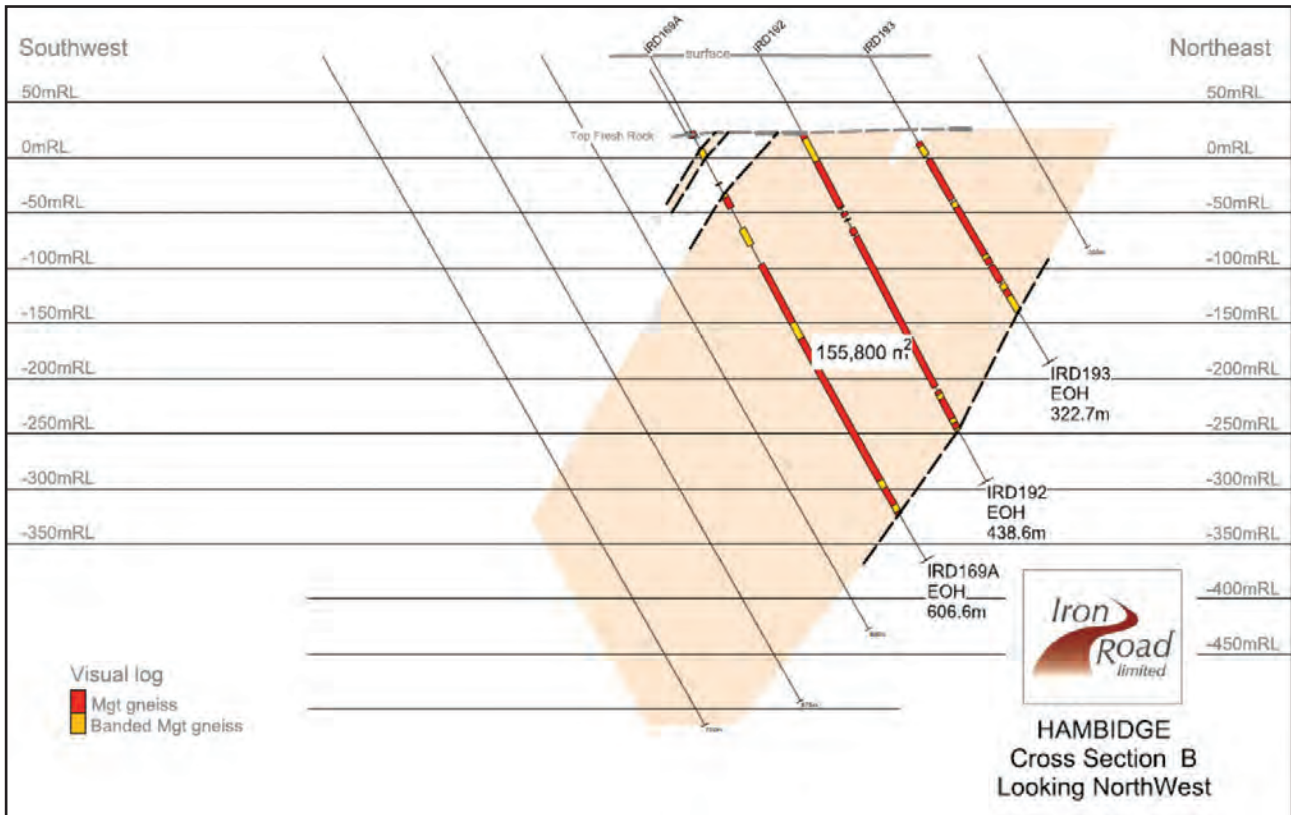 Southwest
IRD169A
IRD192
IRD193
Northeast
surface
50mRL
50mRL
Top Fresh Rock
0mRL
0mRL
-50mRL
-50mRL
-100mRL
-100mRL
-150mRL
-150mRL
155,800 m²
-200mRL
-200mRL
IRD193
EOH
322.7m
-250mRL
-250mRL
-300mRL
-300mRL
IRD192
EOH
438.6m
-350mRL
-350mRL
IRD169A
EOH
606.6m
-400mRL
-450mRL
Iron
Road
limited
Visual log
Mgt gneiss
Banded Mgt gneiss
HAMBIDGE
Cross Section B
Looking NorthWest